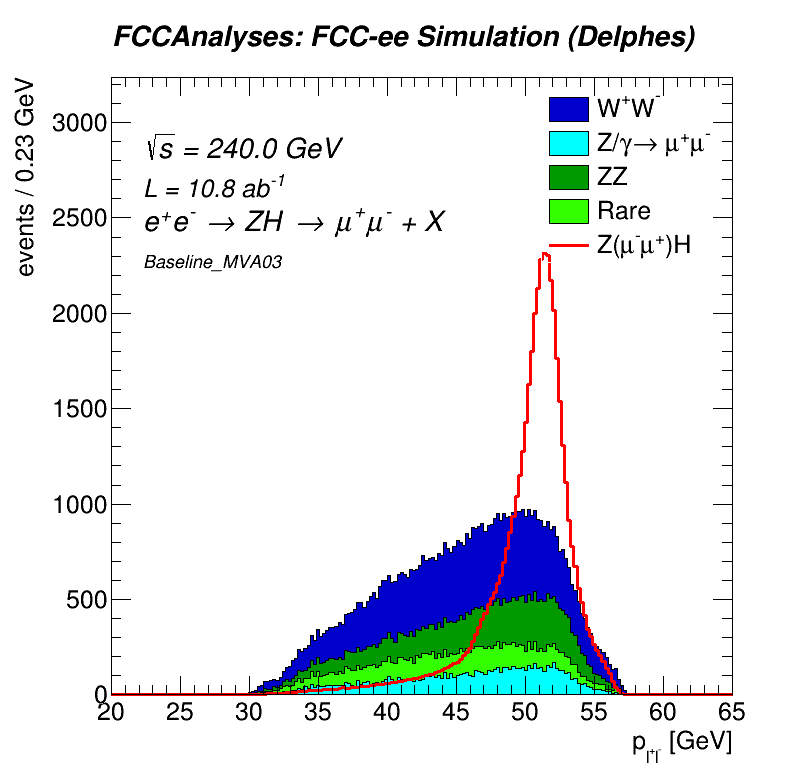 FCCAnalyses: FCC-ee Simulation (Delphes)
events / 0.23 GeV
3000
2500
2000
1500
1000
500
0
√s = 240.0 GeV
L = 10.8 ab⁻¹
e⁺e⁻ → ZH → μ⁺μ⁻ + X
Baseline_MVA03
W⁺W⁻
Z/γ→ μ⁺μ⁻
ZZ
Rare
Z(μ⁻μ⁺)H
20 25 30 35 40 45 50 55 60 65
p_l⁺l⁻ [GeV]